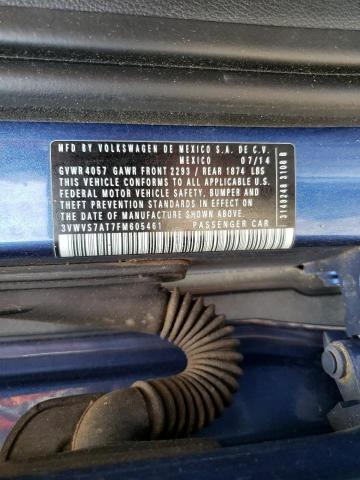 MFD BY VOLKSWAGEN DE MEXICO S.A. DE C.V.
MEXICO 07/14
GVWR 4057 GAWR FRONT 2293 / REAR 1874 LBS
THIS VEHICLE CONFORMS TO ALL APPLICABLE U.S.
FEDERAL MOTOR VEHICLE SAFETY, BUMPER AND
THEFT PREVENTION STANDARDS IN EFFECT ON
THE DATE OF MANUFACTURE SHOWN ABOVE
3VWVS7AT7FM605461 PASSENGER CAR